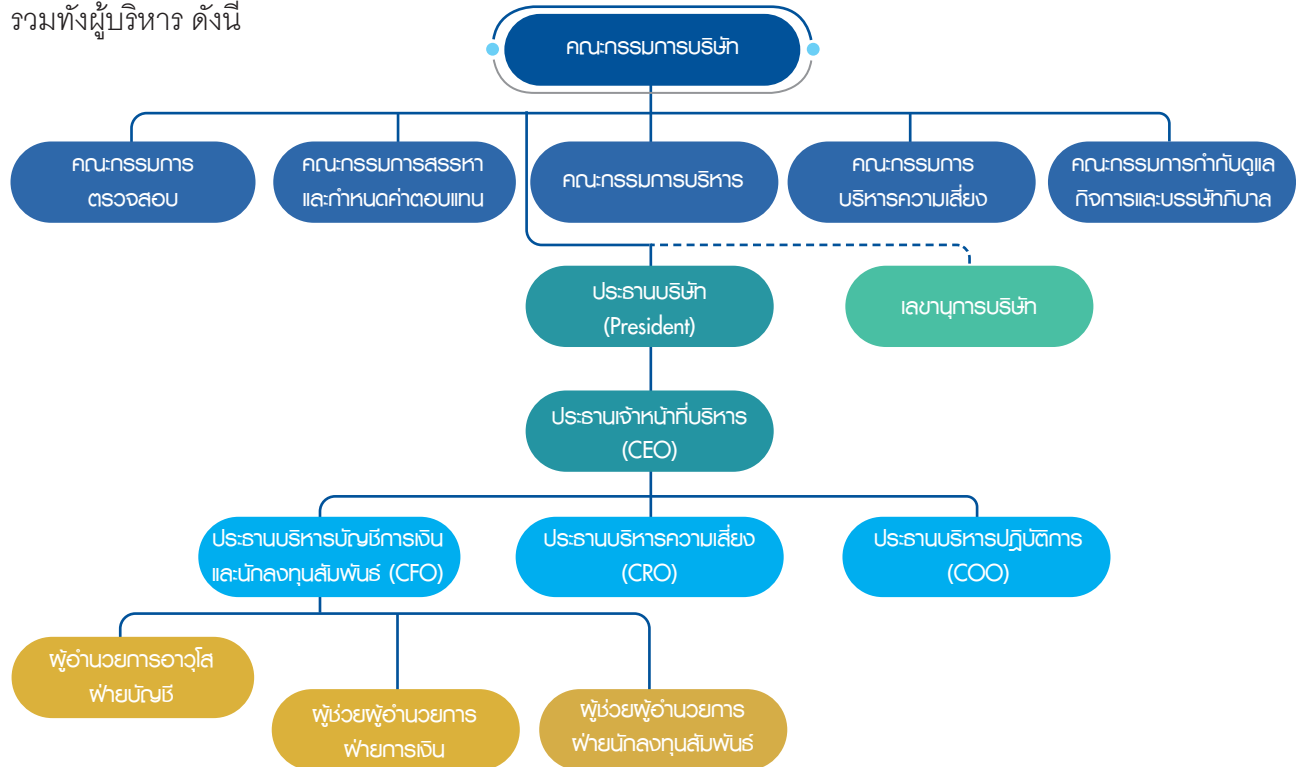 รวมทั้งผู้บริหาร ดังนี้
คณะกรรมการบริษัท
คณะกรรมการ
ตรวจสอบ
คณะกรรมการสรรหา
และกำหนดค่าตอบแทน
คณะกรรมการบริหาร
คณะกรรมการ
บริหารความเสี่ยง
คณะกรรมการกำกับดูแล
กิจการและบรรษัทภิบาล
ประธานบริษัท
(President)
เลขานุการบริษัท
ประธานเจ้าหน้าที่บริหาร
(CEO)
ประธานบริหารบัญชีการเงิน
และนักลงทุนสัมพันธ์ (CFO)
ประธานบริหารความเสี่ยง
(CRO)
ประธานบริหารปฏิบัติการ
(COO)
ผู้อำนวยการอาวุโส
ฝ่ายบัญชี
ผู้ช่วยผู้อำนวยการ
ฝ่ายการเงิน
ผู้ช่วยผู้อำนวยการ
ฝ่ายนักลงทุนสัมพันธ์